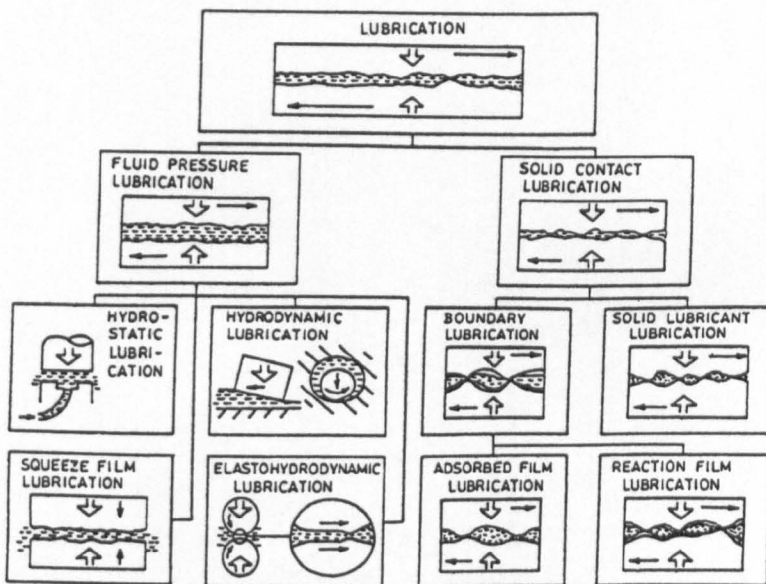 LUBRICATION
FLUID PRESSURE
LUBRICATION
SOLID CONTACT
LUBRICATION
HYDRO-
STATIC
LUBRI-
CATION
HYDRODYNAMIC
LUBRICATION
BOUNDARY
LUBRICATION
SOLID LUBRICANT
LUBRICATION
SQUEEZE FILM
LUBRICATION
ELASTOHYDRODYNAMIC
LUBRICATION
ADSORBED FILM
LUBRICATION
REACTION FILM
LUBRICATION